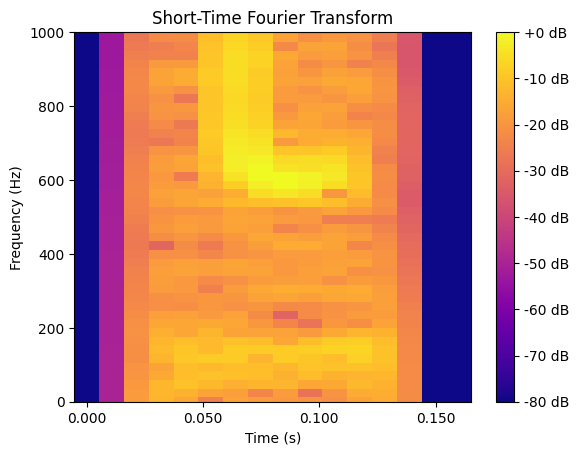 Short-Time Fourier Transform
1000
800
600
400
200
0
Frequency (Hz)
0.000
0.050
0.100
0.150
Time (s)
+0 dB
-10 dB
-20 dB
-30 dB
-40 dB
-50 dB
-60 dB
-70 dB
-80 dB